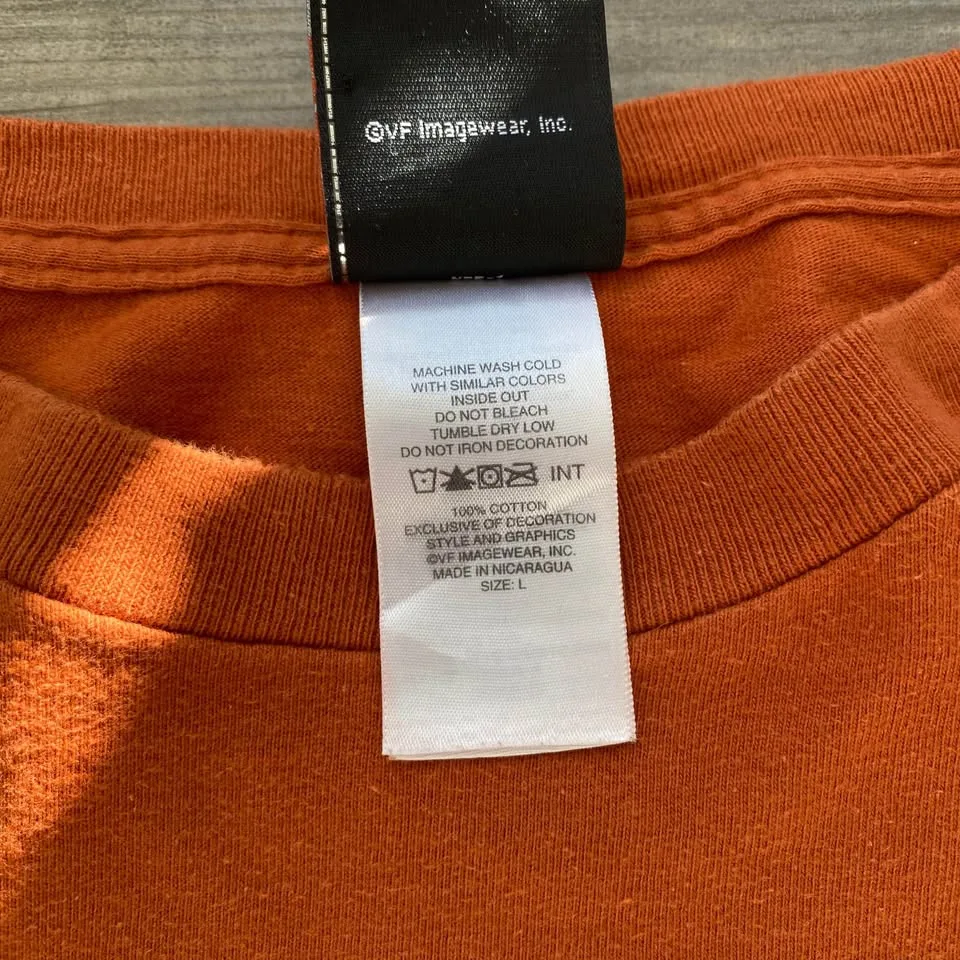 ©VF Imagewear, Inc.
MACHINE WASH COLD
WITH SIMILAR COLORS
INSIDE OUT
DO NOT BLEACH
TUMBLE DRY LOW
DO NOT IRON DECORATION
INT
100% COTTON
EXCLUSIVE OF DECORATION
STYLE AND GRAPHICS
©VF IMAGEWEAR, INC.
MADE IN NICARAGUA
SIZE: L